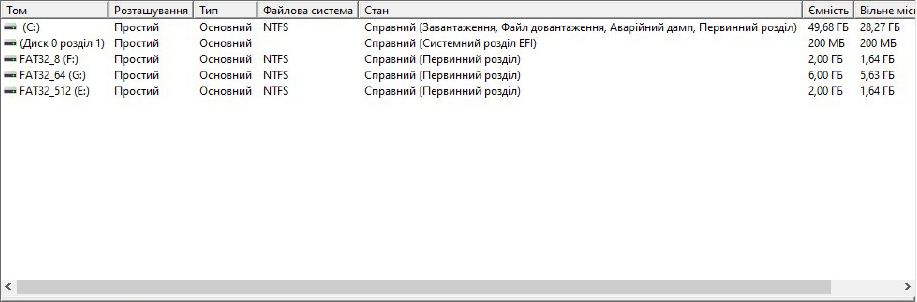 Том Розташування Тип Файлова система Стан Ємність Вільне міс
(C:) Простий Основний NTFS Справний (Завантаження, Файл довантаження, Аварійний дамп, Первинний розділ) 49,68 ГБ 28,27 ГБ
(Диск 0 розділ 1) Простий Основний Справний (Системний розділ EFI) 200 МБ 200 МБ
FAT32_8 (F:) Простий Основний NTFS Справний (Первинний розділ) 2,00 ГБ 1,64 ГБ
FAT32_64 (G:) Простий Основний NTFS Справний (Первинний розділ) 6,00 ГБ 5,63 ГБ
FAT32_512 (E:) Простий Основний NTFS Справний (Первинний розділ) 2,00 ГБ 1,64 ГБ